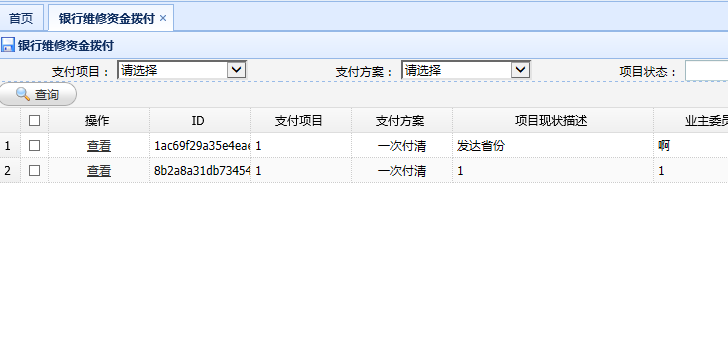 首页 银行维修资金拨付 ×
银行维修资金拨付
支付项目： 请选择 支付方案： 请选择 项目状态：
查询
操作 ID 支付项目 支付方案 项目现状描述 业主委员
1 查看 1ac69f29a35e4eae 1 一次付清 发达省份 啊
2 查看 8b2a8a31db73454 1 一次付清 1 1